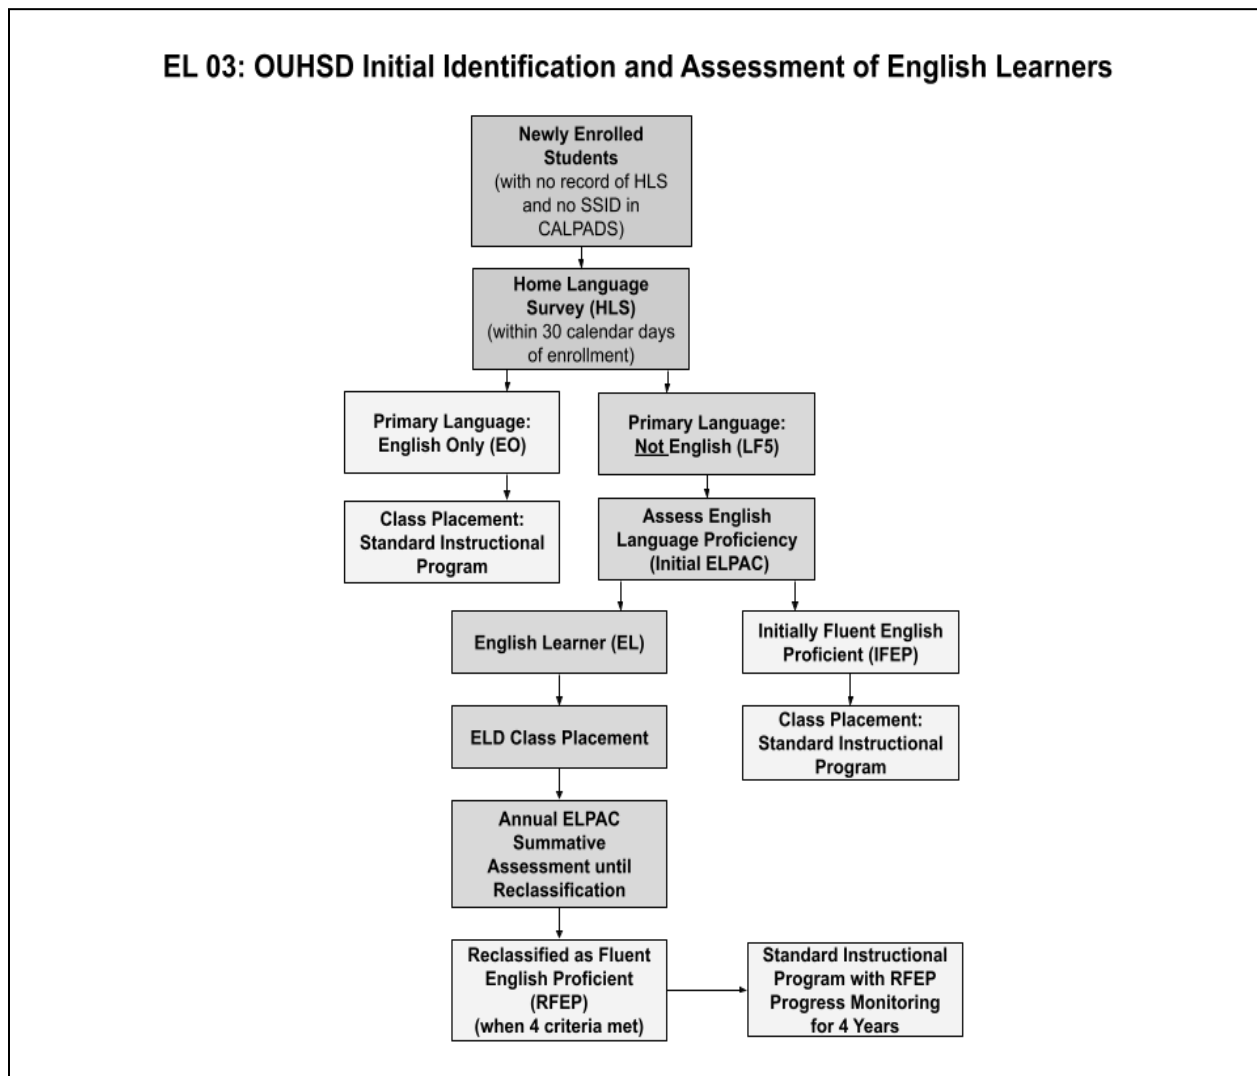 EL 03: OUHSD Initial Identification and Assessment of English Learners
Newly Enrolled
Students
(with no record of HLS
and no SSID in
CALPADS)
Home Language
Survey (HLS)
(within 30 calendar days
of enrollment)
Primary Language:
English Only (EO)
Primary Language:
Not English (LF5)
Class Placement:
Standard Instructional
Program
Assess English
Language Proficiency
(Initial ELPAC)
English Learner (EL)
Initially Fluent English
Proficient (IFEP)
ELD Class Placement
Class Placement:
Standard Instructional
Program
Annual ELPAC
Summative
Assessment until
Reclassification
Reclassified as Fluent
English Proficient
(RFEP)
(when 4 criteria met)
Standard Instructional
Program with RFEP
Progress Monitoring
for 4 Years